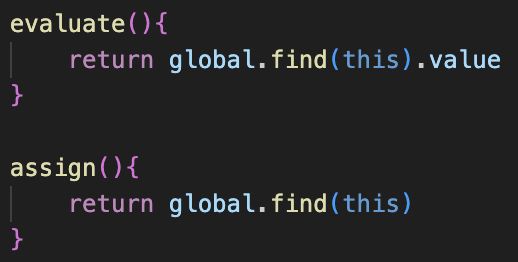 evaluate(){
    return global.find(this).value
}

assign(){
    return global.find(this)
}